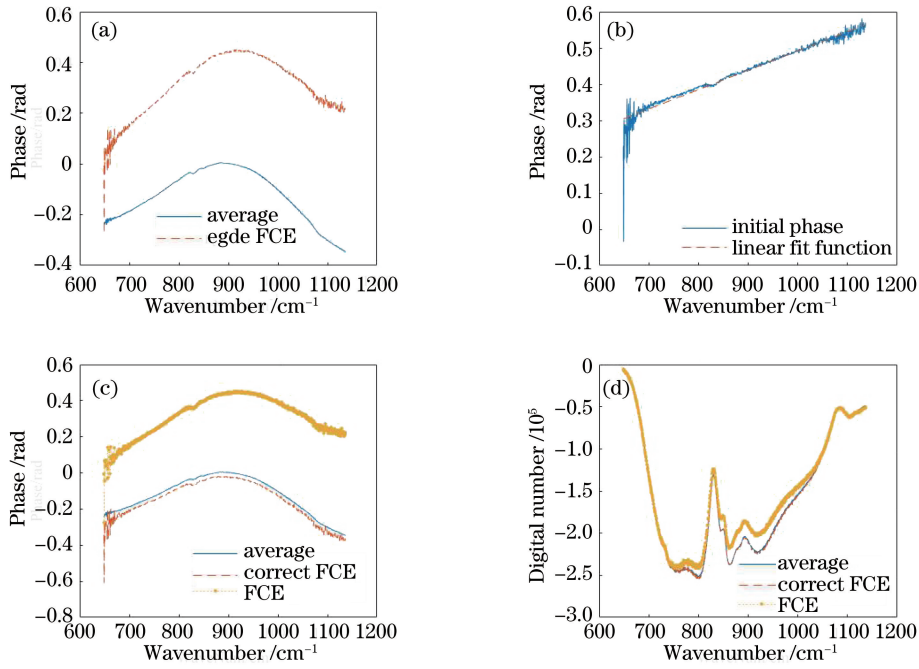 (a)
0.6
0.4
0.2
0
−0.2
−0.4
Phase /rad
Phase/rad
average
egde FCE
600 700 800 900 1000 1100 1200
Wavenumber /cm⁻¹
(b)
0.6
0.5
0.4
0.3
0.2
0.1
0
−0.1
Phase /rad
initial phase
linear fit function
600 700 800 900 1000 1100 1200
Wavenumber /cm⁻¹
(c)
0.6
0.4
0.2
0
−0.2
−0.4
−0.6
−0.8
Phase /rad
Phase/rad
average
correct FCE
FCE
600 700 800 900 1000 1100 1200
Wavenumber /cm⁻¹
(d)
0
−0.5
−1.0
−1.5
−2.0
−2.5
−3.0
Digital number /10⁵
average
correct FCE
FCE
600 700 800 900 1000 1100 1200
Wavenumber /cm⁻¹